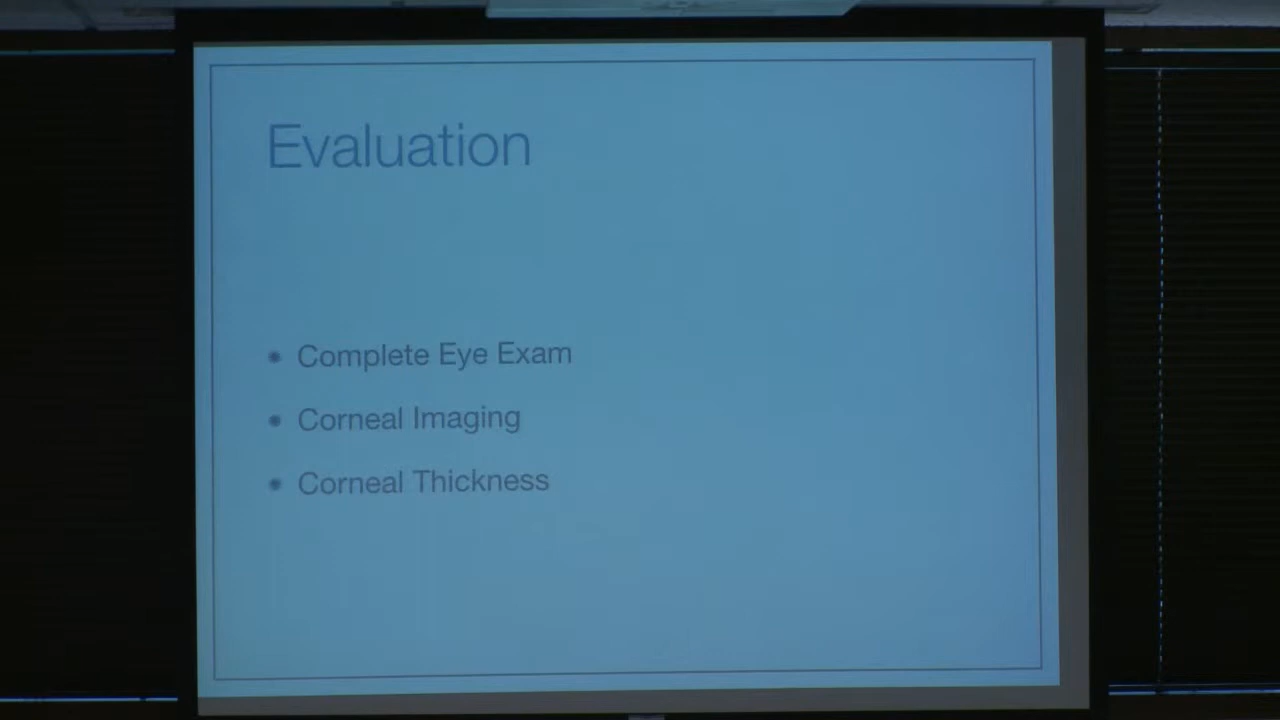 Evaluation
• Complete Eye Exam
• Corneal Imaging
• Corneal Thickness